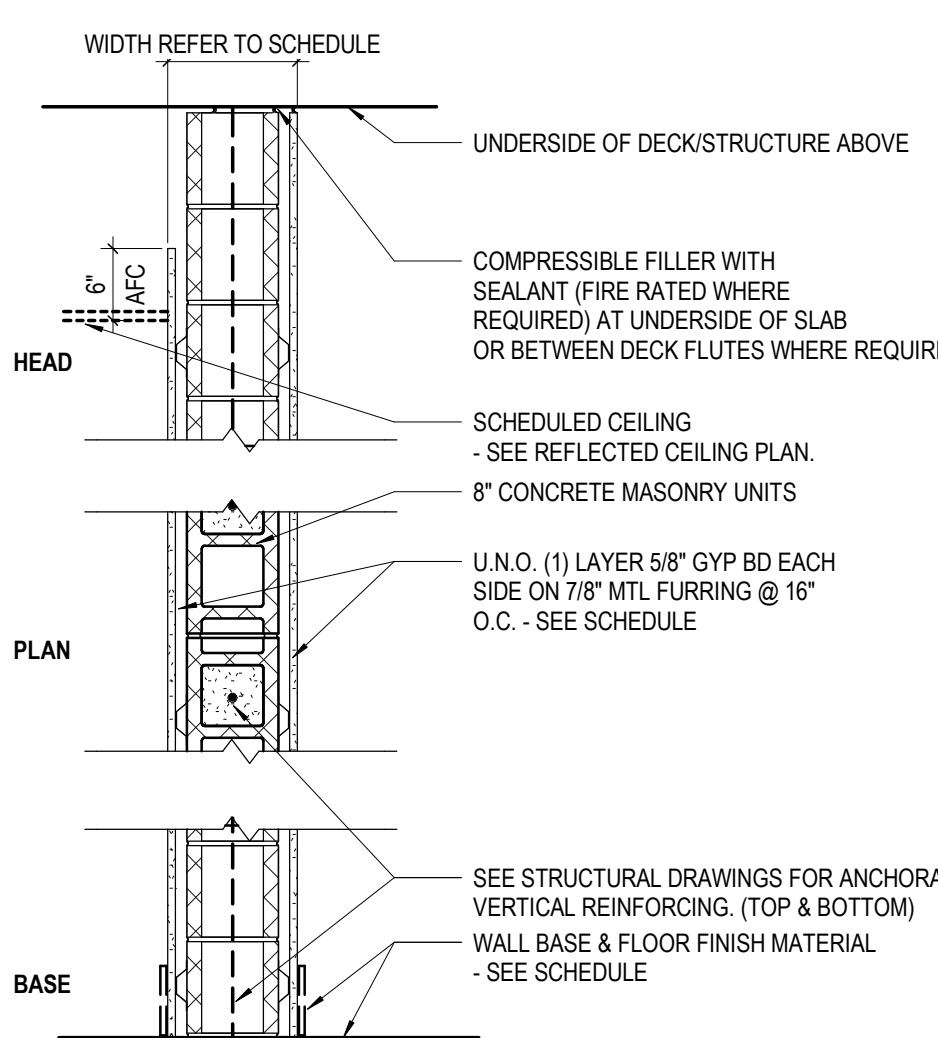 WIDTH REFER TO SCHEDULE
UNDERSIDE OF DECK/STRUCTURE ABOVE
COMPRESSIBLE FILLER WITH
SEALANT (FIRE RATED WHERE
REQUIRED) AT UNDERSIDE OF SLAB
OR BETWEEN DECK FLUTES WHERE
6"
AFC
HEAD
SCHEDULED CEILING
- SEE REFLECTED CEILING PLAN.
8" CONCRETE MASONRY UNITS
U.N.O. (1) LAYER 5/8" GYP BD EACH
SIDE ON 7/8" MTL FURRING @ 16"
O.C. - SEE SCHEDULE
PLAN
SEE STRUCTURAL DRAWINGS FOR
VERTICAL REINFORCING. (TOP & BOTTOM)
WALL BASE & FLOOR FINISH MATERIAL
- SEE SCHEDULE
BASE